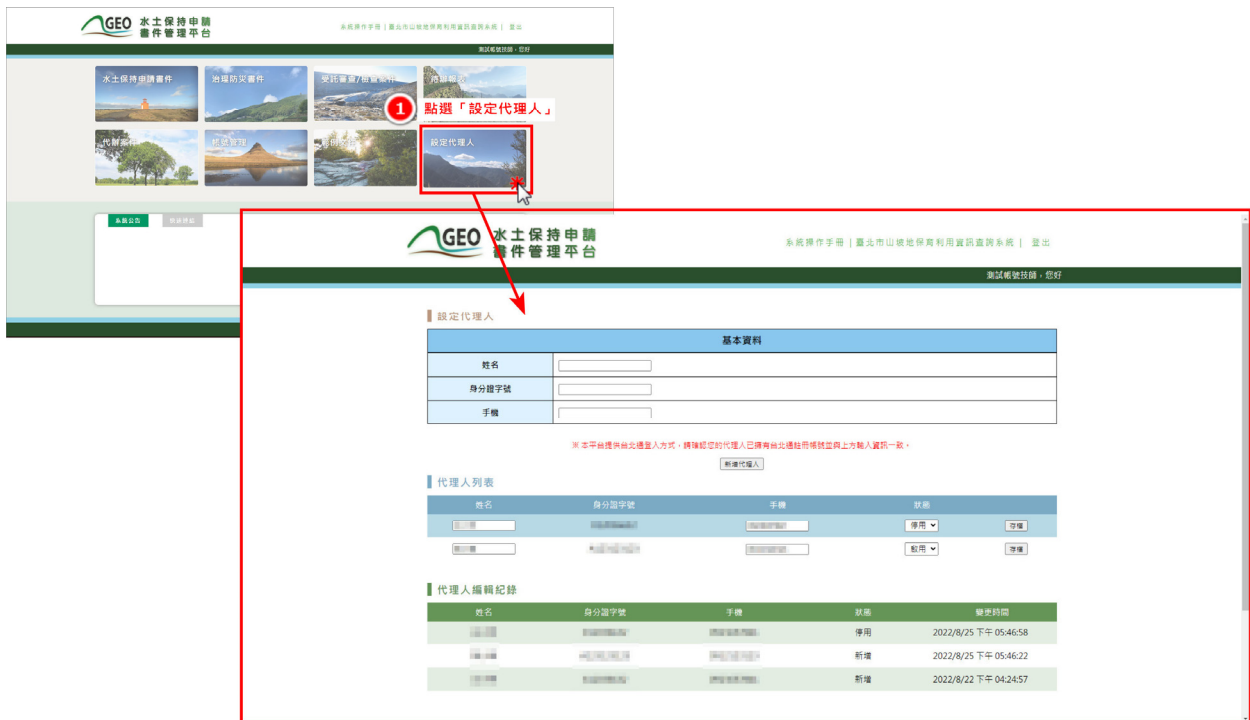 GEO 水土保持申請
書件管理平台
系統操作手冊 | 臺北市山坡地保育利用資訊查詢系統 | 登出
測試帳號技師，您好
水土保持申請書件
治理防災書件
受託審查/檢查案件
1 點選「設定代理人」
代辦案件
帳號管理
設定代理人
系統公告
GEO 水土保持申請
書件管理平台
系統操作手冊 | 臺北市山坡地保育利用資訊查詢系統 | 登出
測試帳號技師，您好
設定代理人
基本資料
姓名
身分證字號
手機
※ 本平台提供台北通登入方式，請確認您的代理人已擁有台北通註冊帳號並與上方輸入資訊一致。
新增代理人
代理人列表
姓名 身分證字號 手機 狀態
停用 存檔
啟用 存檔
代理人編輯紀錄
姓名 身分證字號 手機 狀態 變更時間
停用 2022/8/25 下午 05:46:58
新增 2022/8/25 下午 05:46:22
新增 2022/8/22 下午 04:24:57